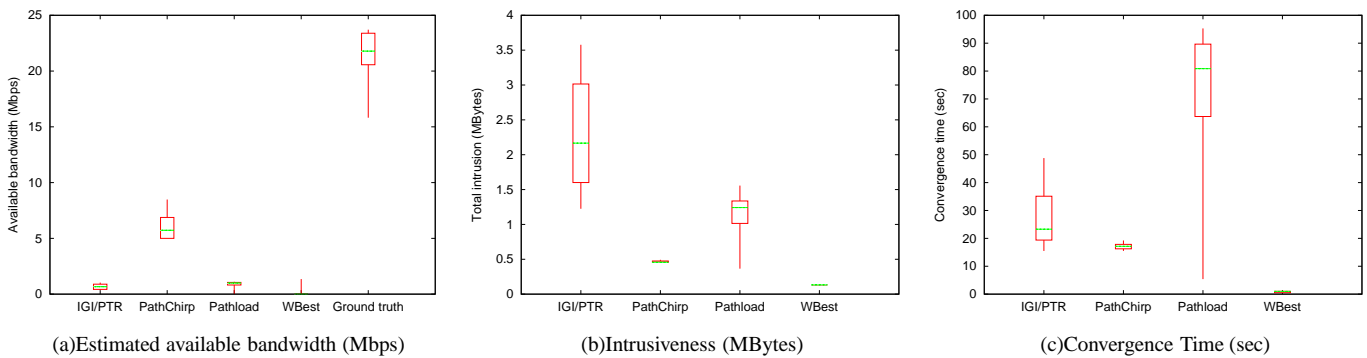 Available bandwidth (Mbps)
25
20
15
10
5
0
IGI/PTR PathChirp Pathload WBest Ground truth
(a)Estimated available bandwidth (Mbps)
Total intrusion (MBytes)
4
3.5
3
2.5
2
1.5
1
0.5
0
IGI/PTR PathChirp Pathload WBest
(b)Intrusiveness (MBytes)
Convergence time (sec)
100
90
80
70
60
50
40
30
20
10
0
IGI/PTR PathChirp Pathload WBest
(c)Convergence Time (sec)